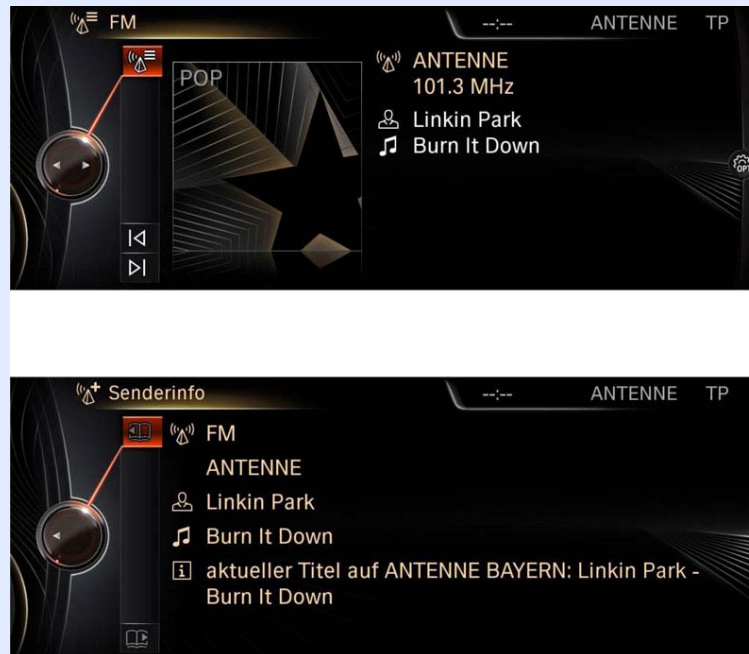 FM
--:--
ANTENNE
TP
POP
ANTENNE
101.3 MHz
Linkin Park
Burn It Down
OPT
Senderinfo
--:--
ANTENNE
TP
FM
ANTENNE
Linkin Park
Burn It Down
aktueller Titel auf ANTENNE BAYERN: Linkin Park -
Burn It Down